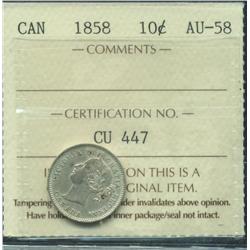 CAN 1858 10¢ AU-58
COMMENTS
CERTIFICATION NO.
CU 447
ON THIS IS A
GINAL ITEM.
Tampering invalidates above opinion.
Have inner package/seal not intact.